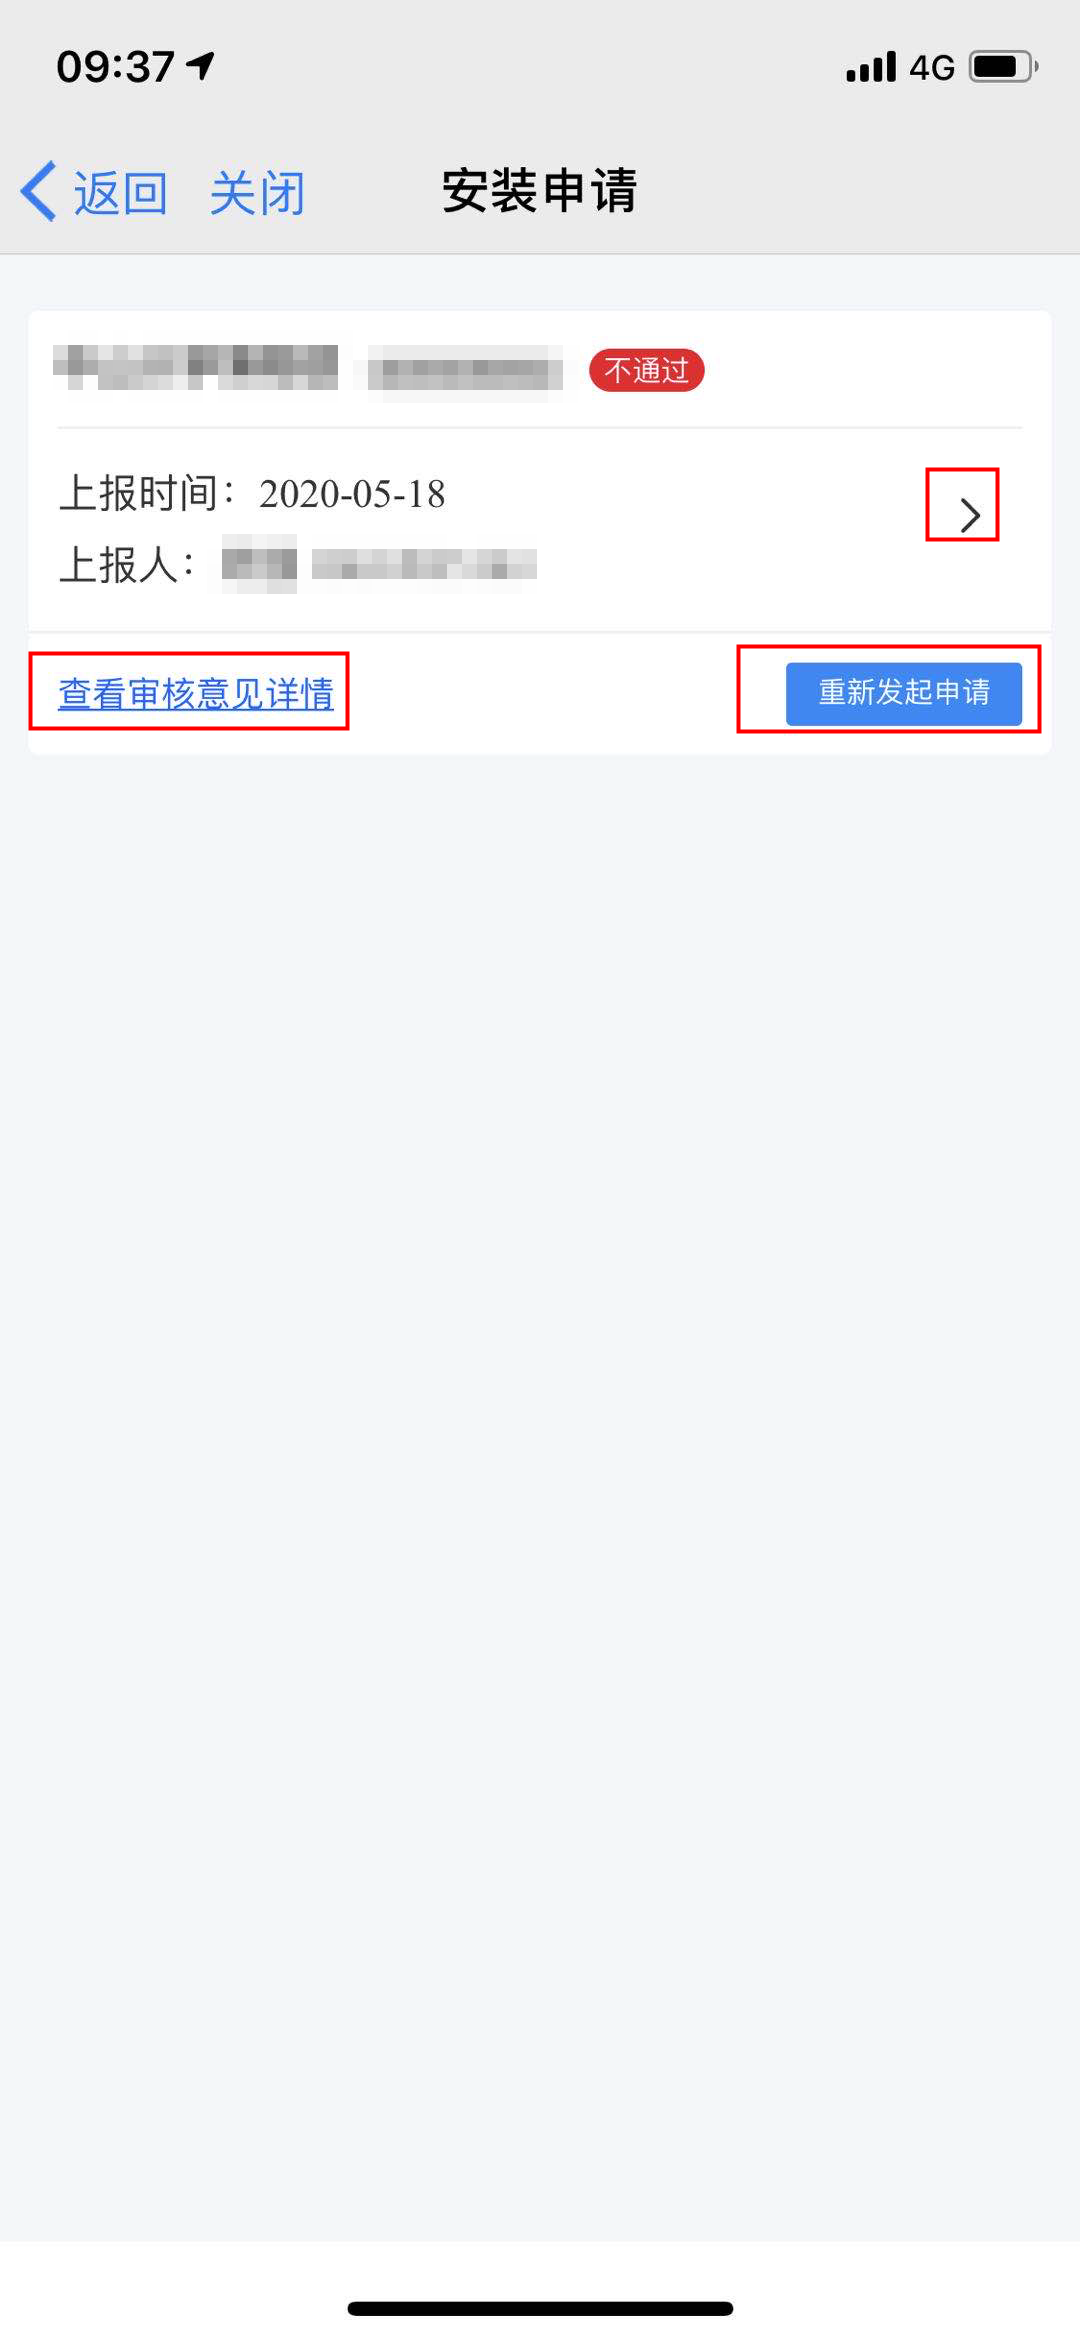 09:37 4G
返回 关闭 安装申请
不通过
上报时间：2020-05-18
上报人：
查看审核意见详情 重新发起申请